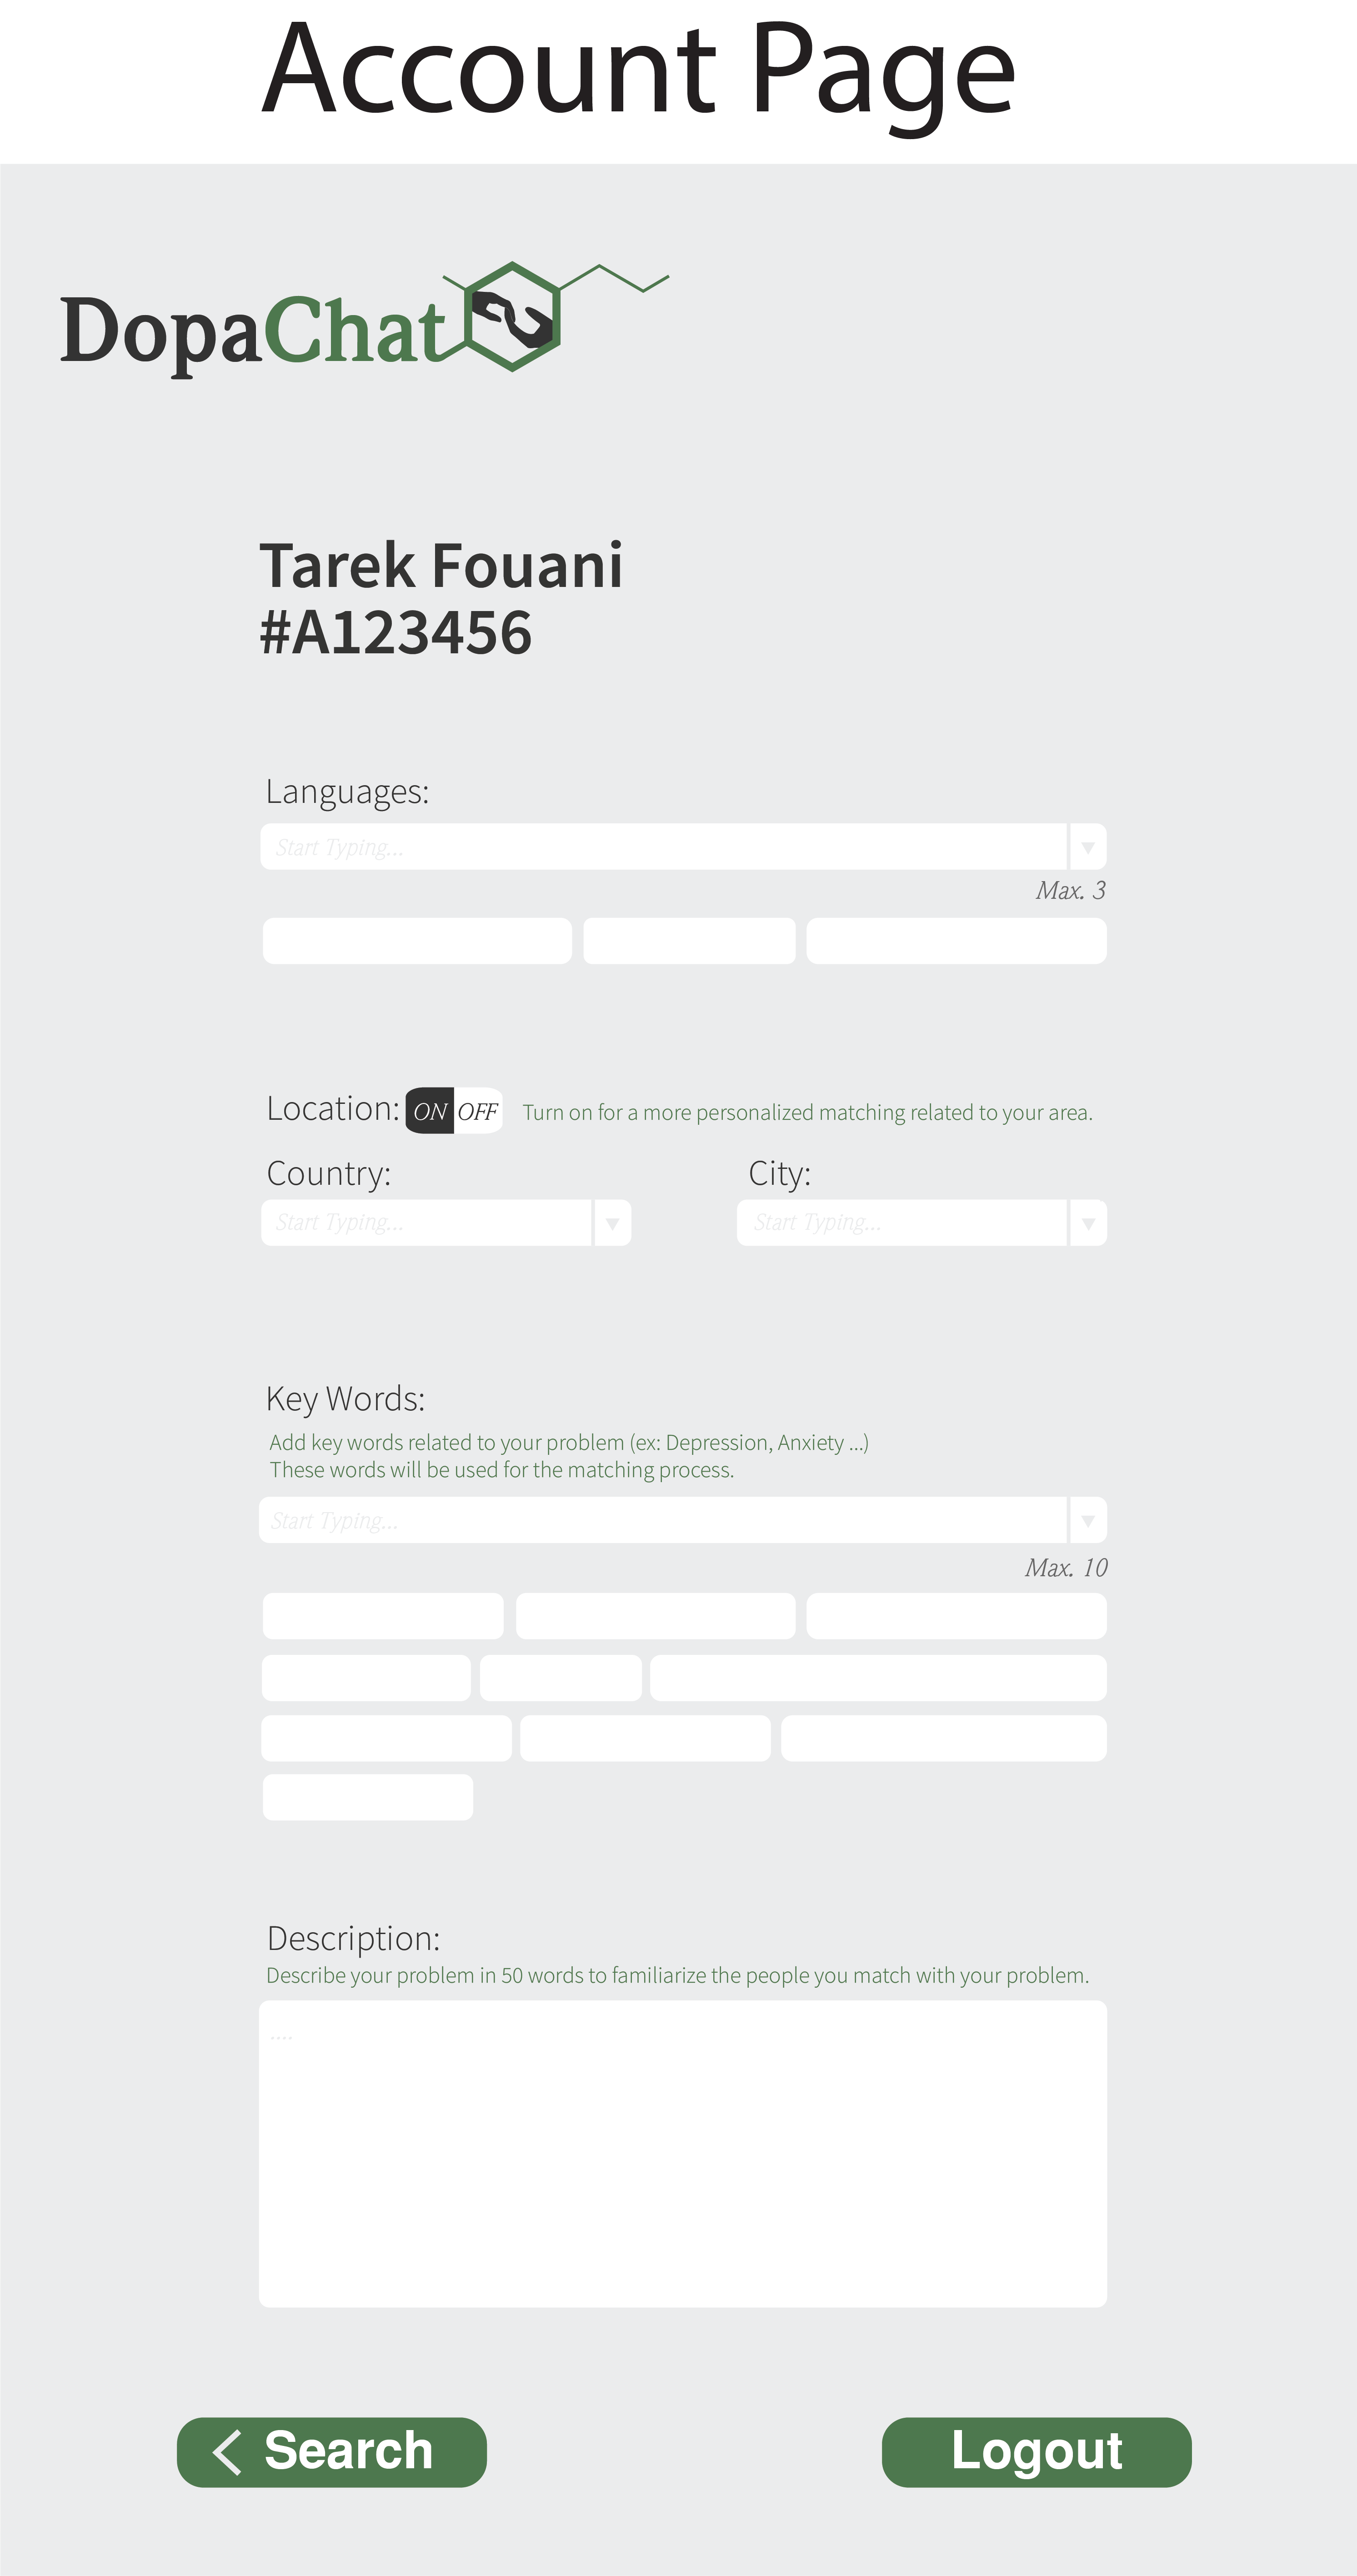 Account Page
DopaChat
Tarek Fouani
#A123456
Languages:
Start Typing...
Max. 3
Location: ON OFF Turn on for a more personalized matching related to your area.
Country: City:
Start Typing... Start Typing...
Key Words:
Add key words related to your problem (ex: Depression, Anxiety ...)
These words will be used for the matching process.
Start Typing...
Max. 10
Description:
Describe your problem in 50 words to familiarize the people you match with your problem.
....
Search Logout